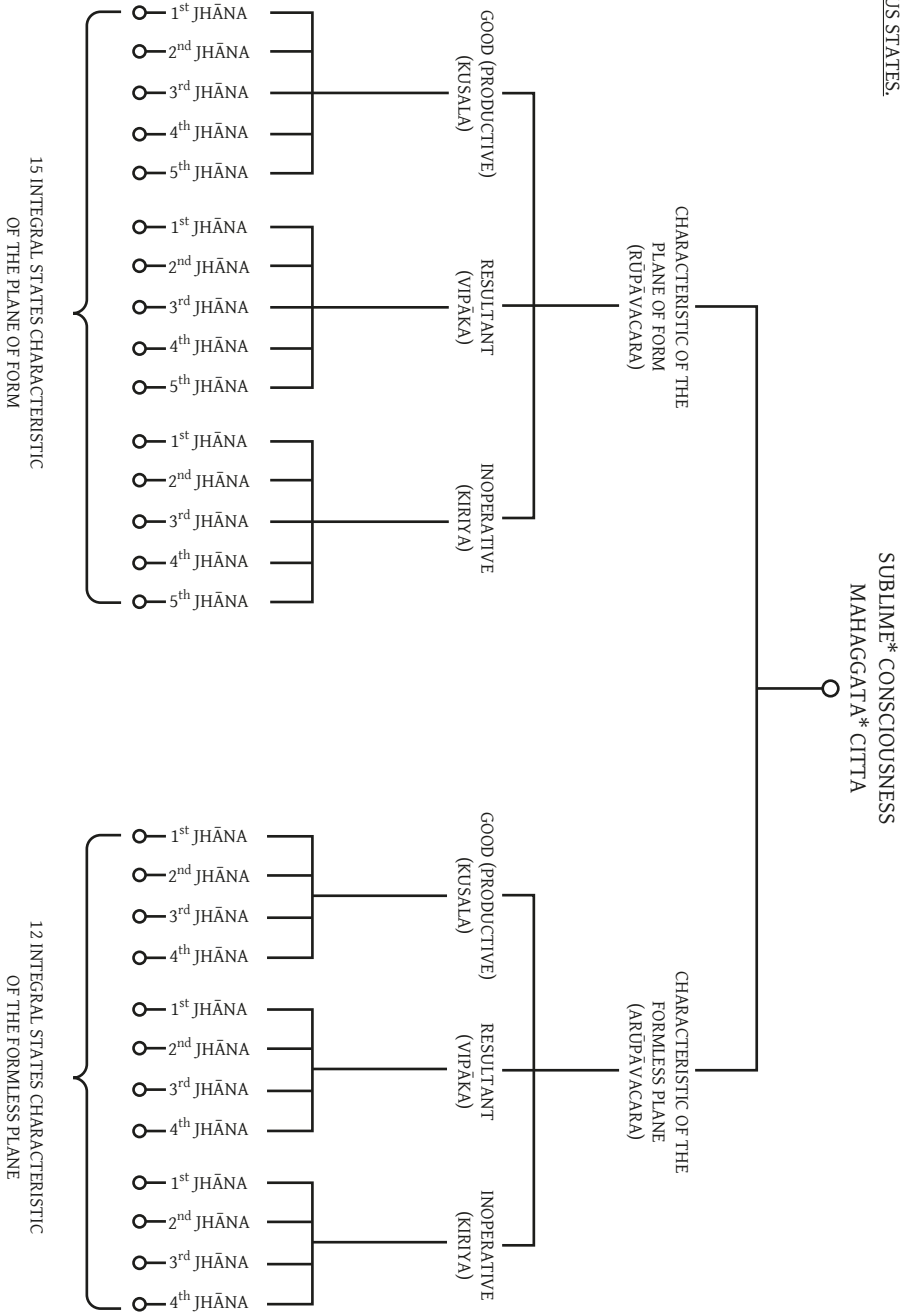 US STATES.
SUBLIME* CONSCIOUSNESS
MAHAGGATA* CITTA
CHARACTERISTIC OF THE
PLANE OF FORM
(RŪPĀVACARA)
GOOD (PRODUCTIVE)
(KUSALA)
RESULTANT
(VIPĀKA)
INOPERATIVE
(KIRIYA)
1st JHĀNA
2nd JHĀNA
3rd JHĀNA
4th JHĀNA
5th JHĀNA
1st JHĀNA
2nd JHĀNA
3rd JHĀNA
4th JHĀNA
5th JHĀNA
1st JHĀNA
2nd JHĀNA
3rd JHĀNA
4th JHĀNA
5th JHĀNA
15 INTEGRAL STATES CHARACTERISTIC
OF THE PLANE OF FORM
CHARACTERISTIC OF THE
FORMLESS PLANE
(ARŪPĀVACARA)
GOOD (PRODUCTIVE)
(KUSALA)
RESULTANT
(VIPĀKA)
INOPERATIVE
(KIRIYA)
1st JHĀNA
2nd JHĀNA
3rd JHĀNA
4th JHĀNA
1st JHĀNA
2nd JHĀNA
3rd JHĀNA
4th JHĀNA
1st JHĀNA
2nd JHĀNA
3rd JHĀNA
4th JHĀNA
12 INTEGRAL STATES CHARACTERISTIC
OF THE FORMLESS PLANE